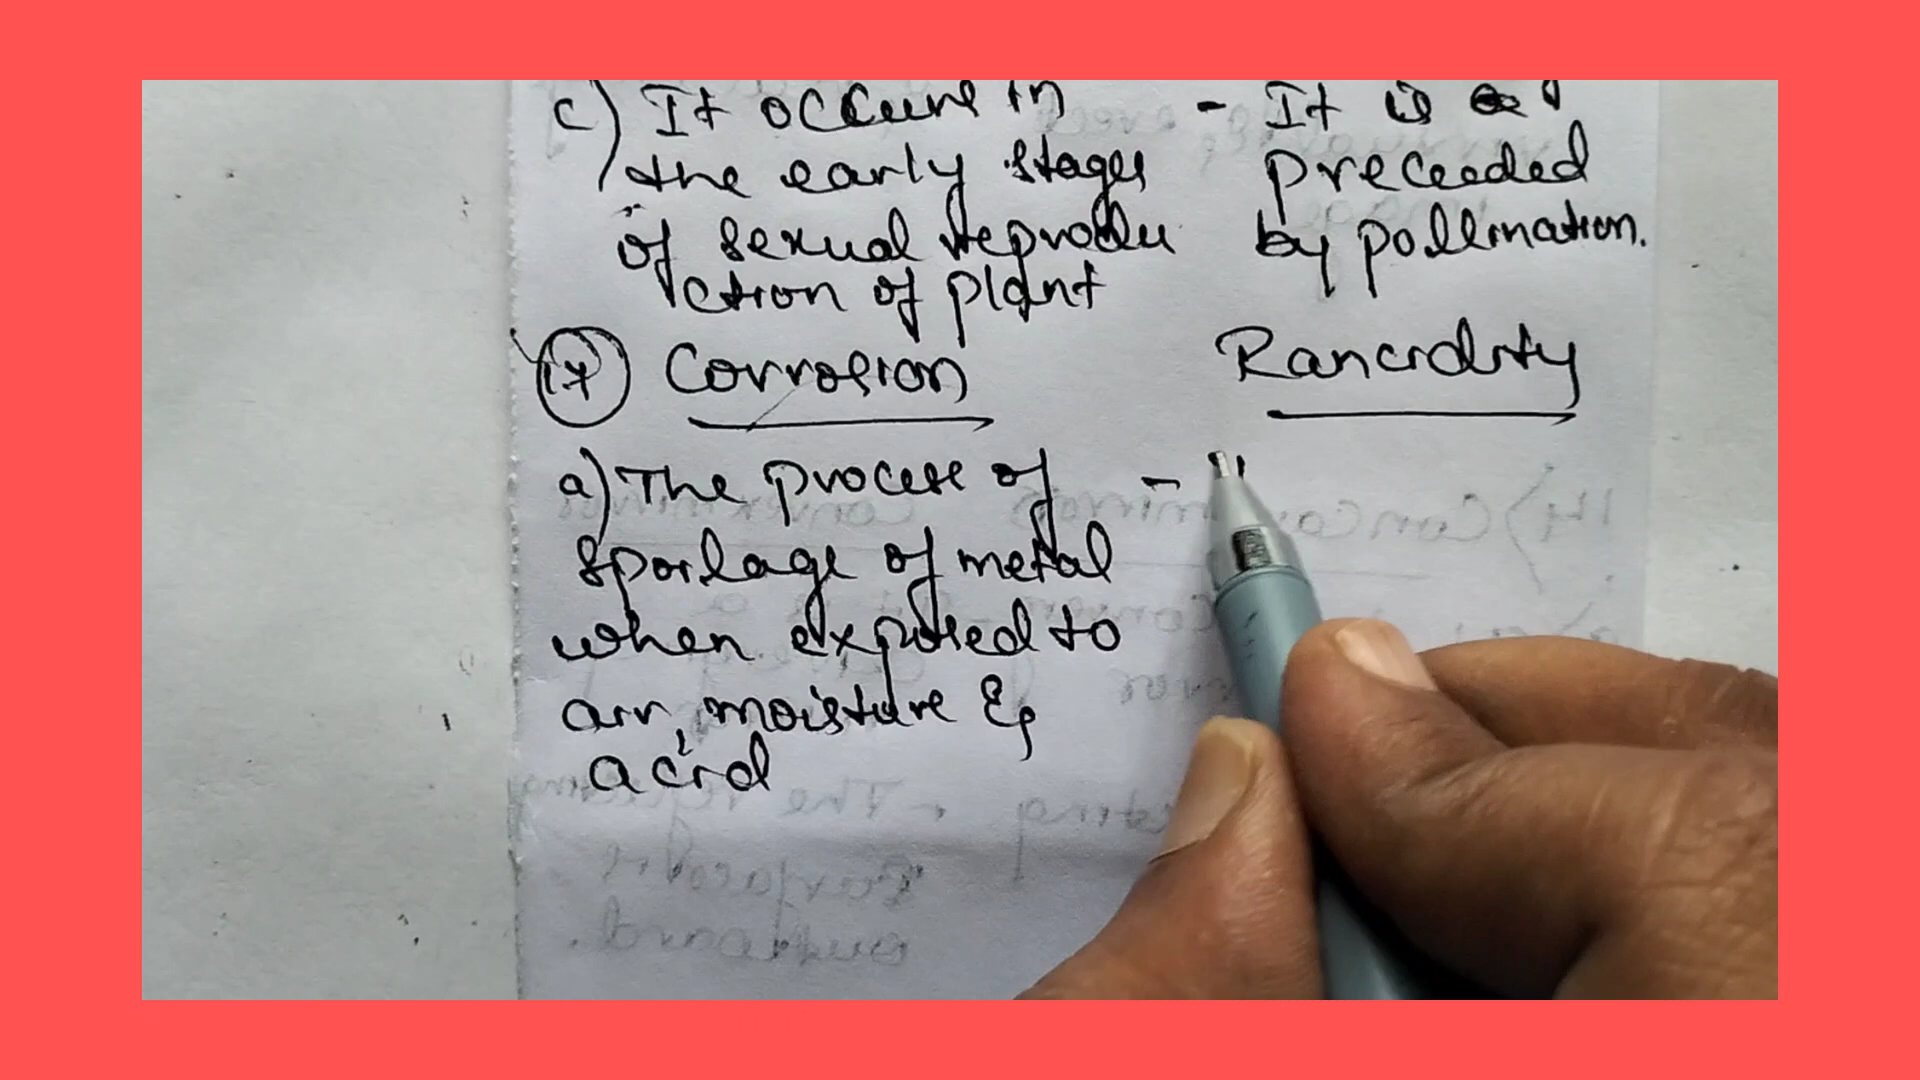 c) It occurs in - It is
the early stages preceeded
of sexual reprodu by pollination.
ction of plant
17 Corrosion Rancidity
a) The process of -
spoilage of metal
when exposed to
air, moisture &
acid